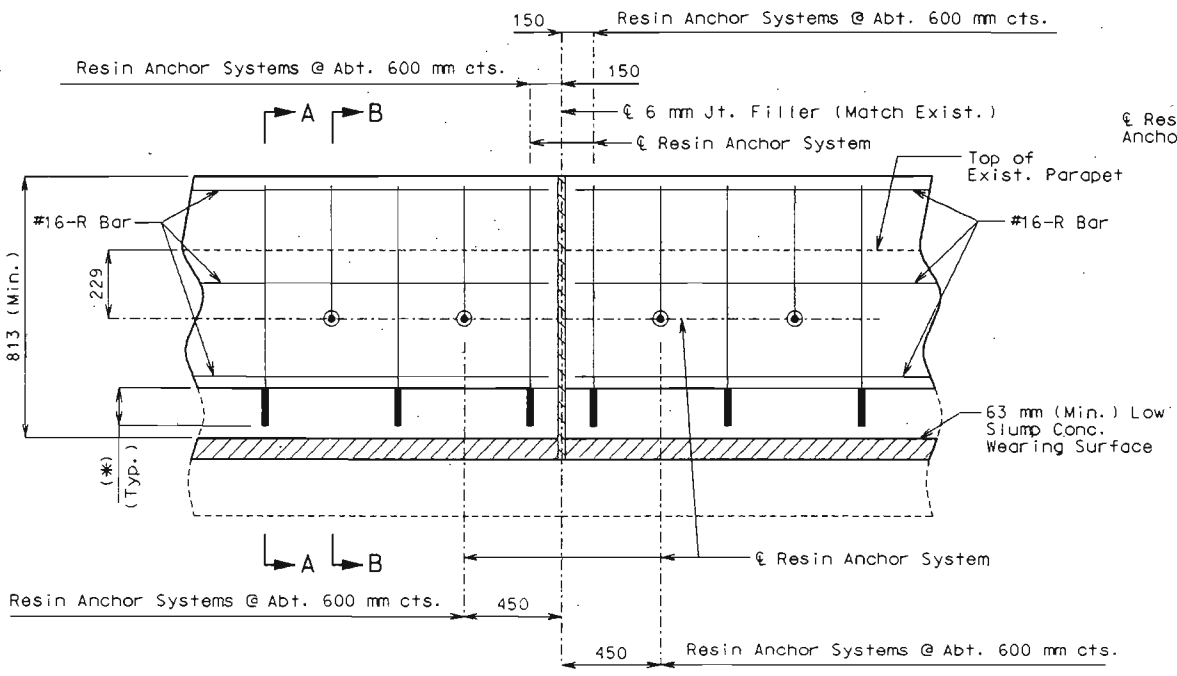 150
Resin Anchor Systems @ Abt. 600 mm cts.
Resin Anchor Systems @ Abt. 600 mm cts.
150
A
B
℄ 6 mm Jt. Filler (Match Exist.)
℄ Res
Ancho
℄ Resin Anchor System
Top of
Exist. Parapet
#16-R Bar
#16-R Bar
229
813 (Min.)
63 mm (Min.) Low
Slump Conc.
Wearing Surface
(*)
(Typ.)
A
B
℄ Resin Anchor System
Resin Anchor Systems @ Abt. 600 mm cts.
450
450
Resin Anchor Systems @ Abt. 600 mm cts.